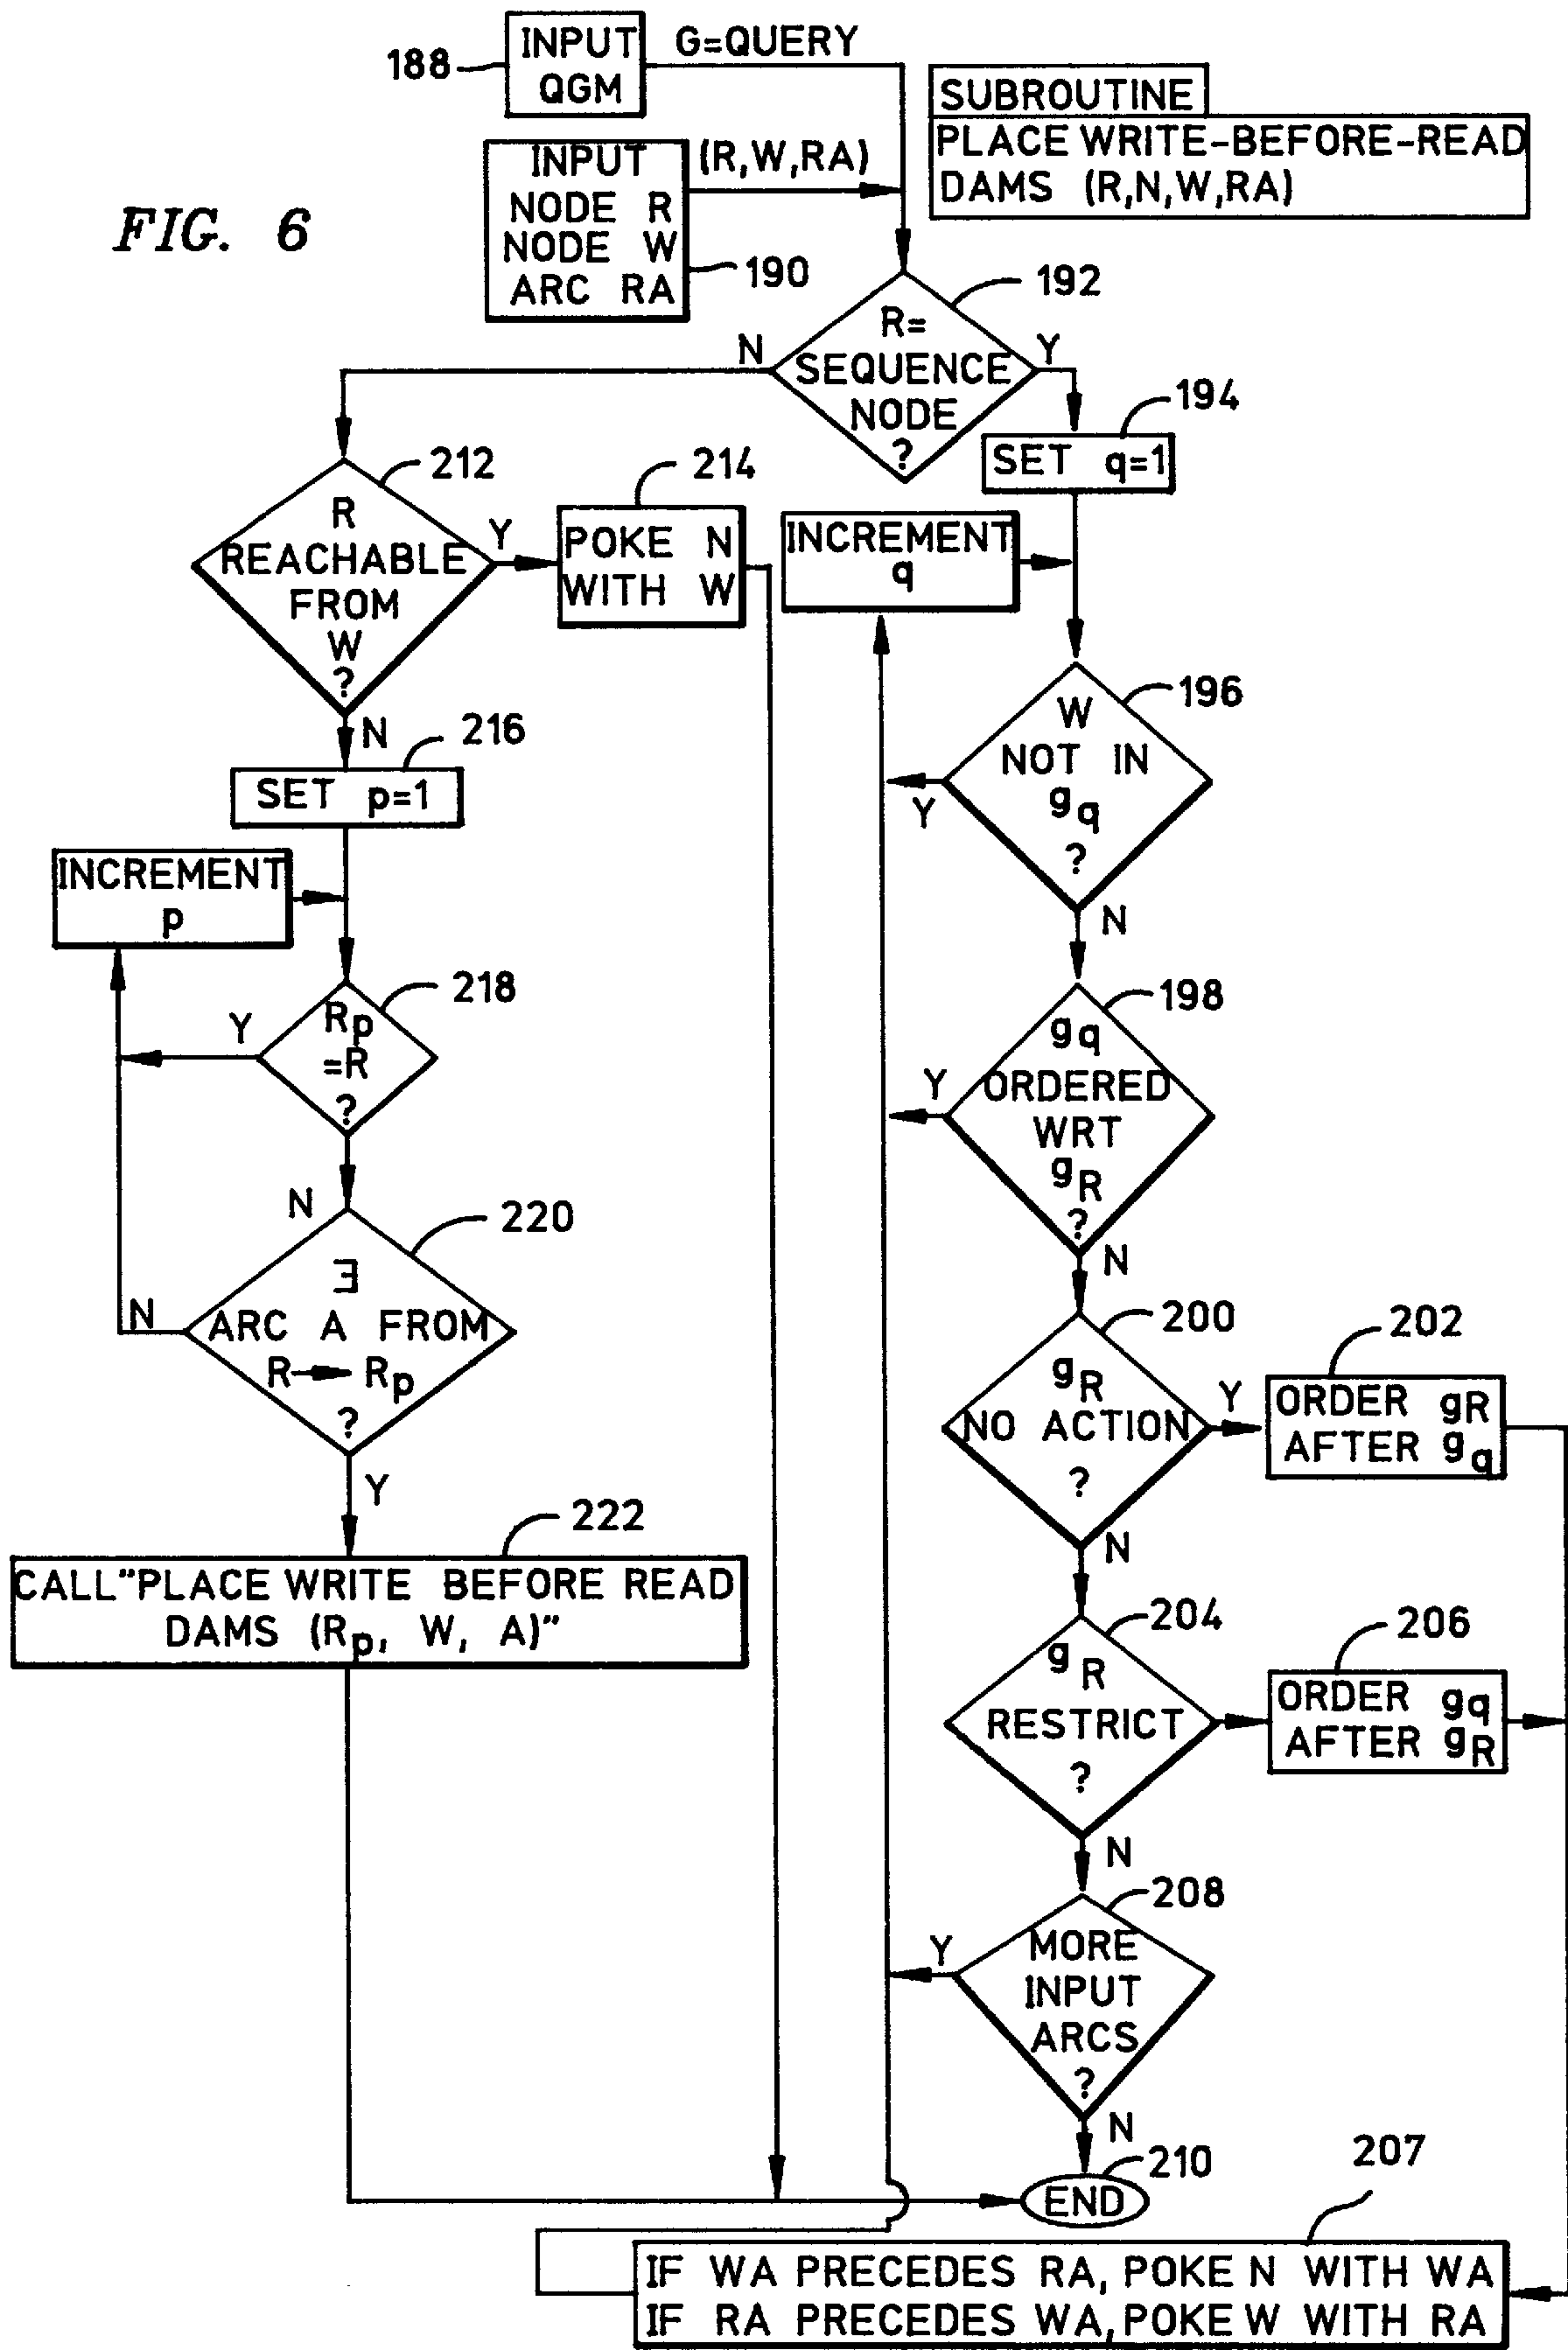 INPUT
QGM
188
G=QUERY
SUBROUTINE
PLACE WRITE-BEFORE-READ
DAMS (R,N,W,RA)
INPUT
NODE R
NODE W
ARC RA
(R,W,RA)
190
FIG. 6
192
R=
SEQUENCE
NODE
?
N
Y
194
SET q=1
212
R
REACHABLE
FROM
W
?
Y
N
214
POKE N
WITH W
INCREMENT
q
196
W
NOT IN
gq
?
Y
N
216
SET p=1
INCREMENT
p
218
Rp
=R
?
Y
N
198
gq
ORDERED
WRT
gR
?
Y
N
220
∃
ARC A FROM
R→Rp
?
N
Y
200
gR
NO ACTION
?
Y
N
202
ORDER gR
AFTER gq
222
CALL"PLACE WRITE BEFORE READ
DAMS (Rp, W, A)"
204
gR
RESTRICT
?
N
206
ORDER gq
AFTER gR
208
MORE
INPUT
ARCS
?
Y
N
210
END
207
IF WA PRECEDES RA, POKE N WITH WA
IF RA PRECEDES WA, POKE W WITH RA